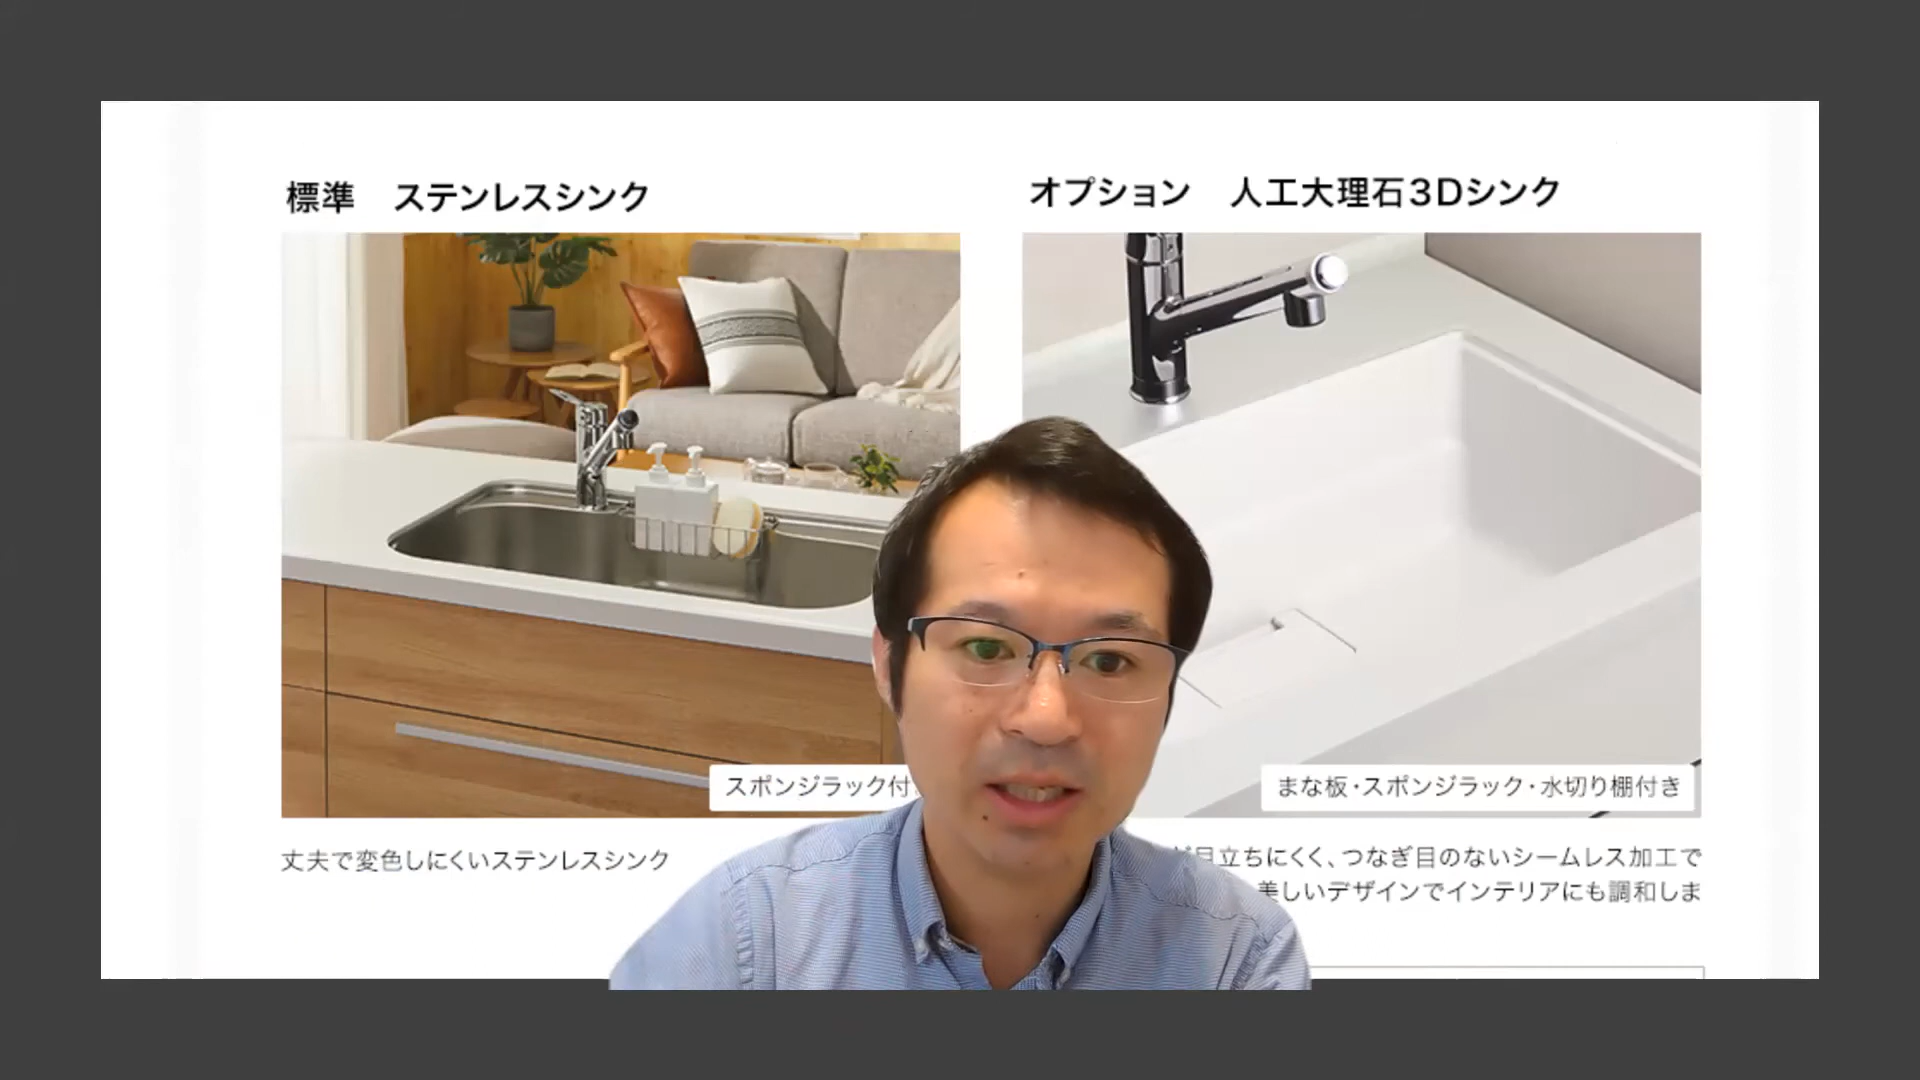 標準　ステンレスシンク
オプション　人工大理石3Dシンク
スポンジラック付
まな板・スポンジラック・水切り棚付き
丈夫で変色しにくいステンレスシンク
目立ちにくく、つなぎ目のないシームレス加工で
美しいデザインでインテリアにも調和しま